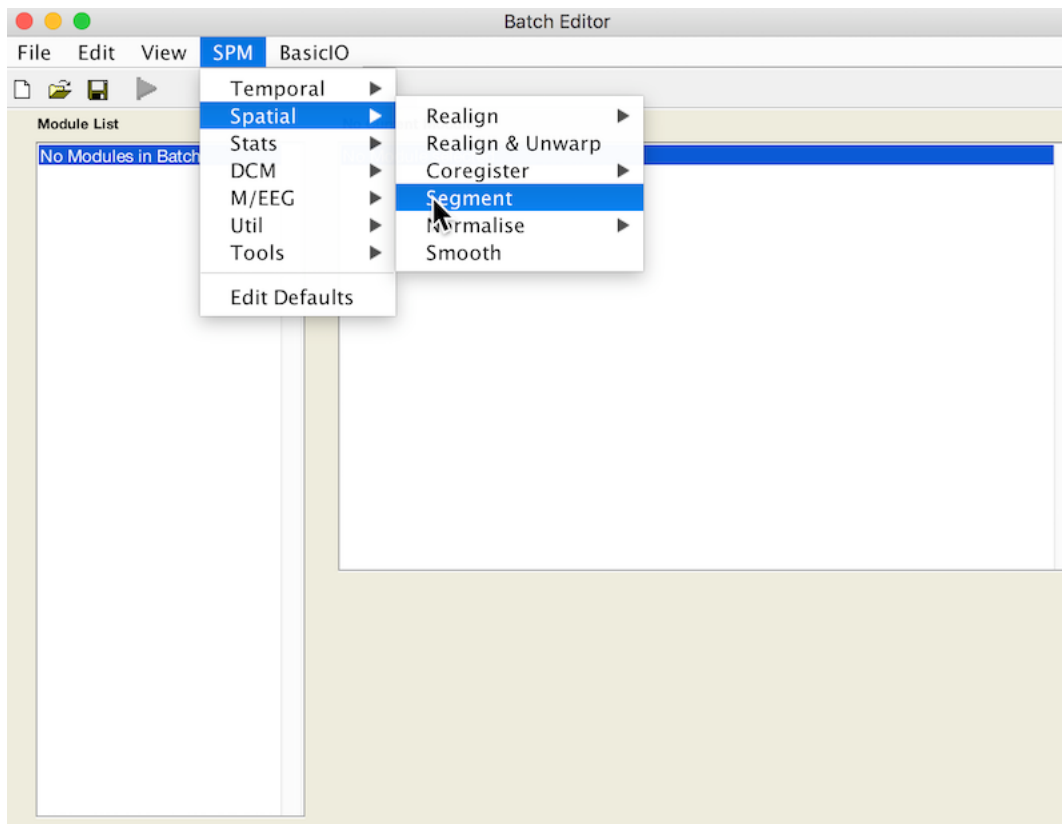 Batch Editor
File Edit View SPM BasicIO
Module List
No Modules in Batch
Temporal
Spatial
Stats
DCM
M/EEG
Util
Tools
Edit Defaults
Realign
Realign & Unwarp
Coregister
Segment
Normalise
Smooth